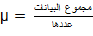 µ = مجموع البيانات / عددها